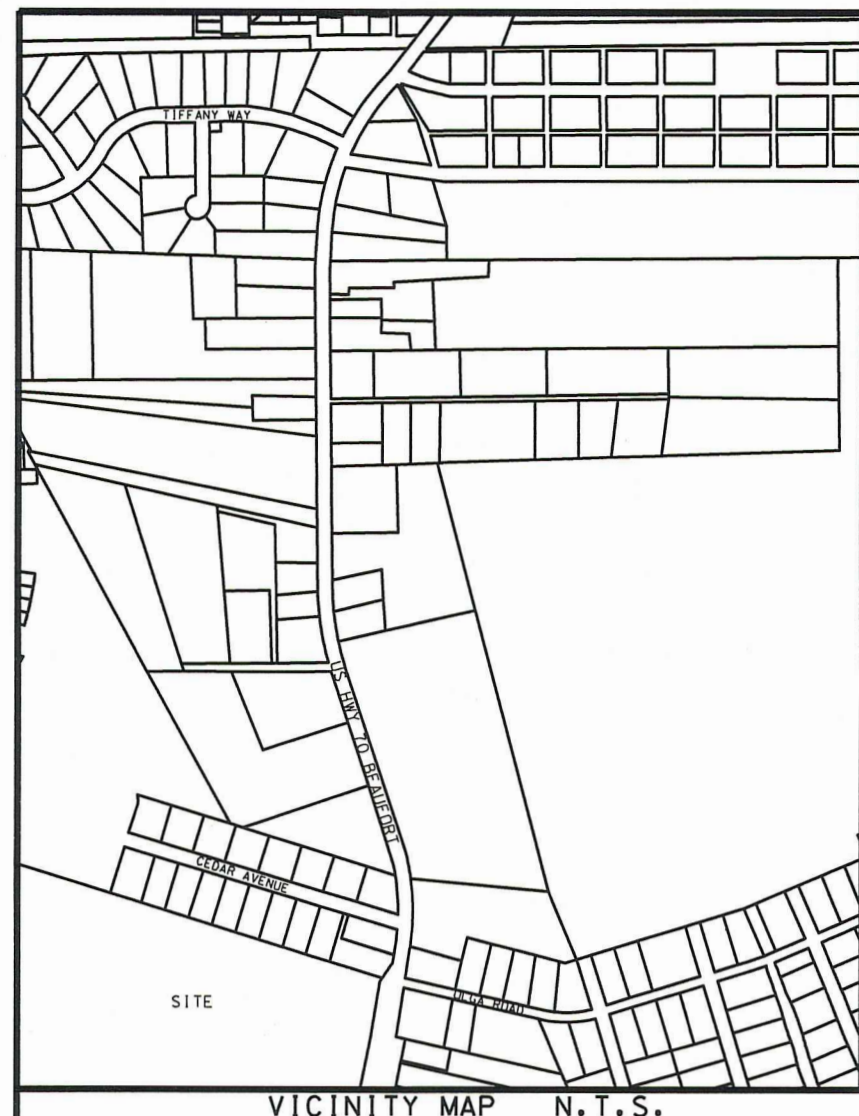 TIFFANY WAY
US HWY 70 BEAUFORT
CEDAR AVENUE
OLGA ROAD
SITE
VICINITY MAP N.T.S.